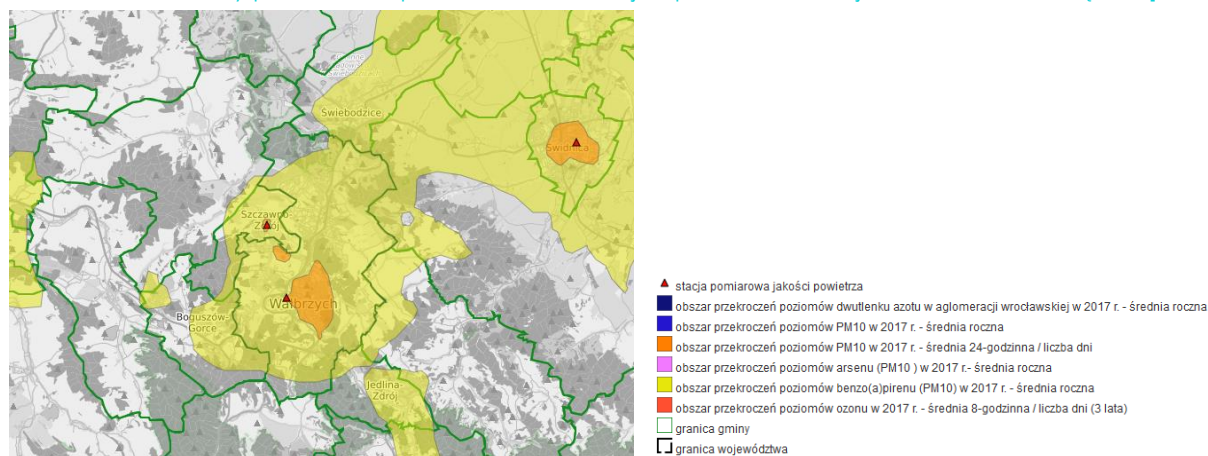 Świebodzice
Świdnica
Szczawno-
Zdrój
Wałbrzych
Boguszów-
Gorce
Jedlina-
Zdrój
stacja pomiarowa jakości powietrza
obszar przekroczeń poziomów dwutlenku azotu w aglomeracji wrocławskiej w 2017 r. - średnia roczna
obszar przekroczeń poziomów PM10 w 2017 r. - średnia roczna
obszar przekroczeń poziomów PM10 w 2017 r. - średnia 24-godzinna / liczba dni
obszar przekroczeń poziomów arsenu (PM10 ) w 2017 r.- średnia roczna
obszar przekroczeń poziomów benzo(a)pirenu (PM10) w 2017 r. - średnia roczna
obszar przekroczeń poziomów ozonu w 2017 r. - średnia 8-godzinna / liczba dni (3 lata)
granica gminy
granica województwa